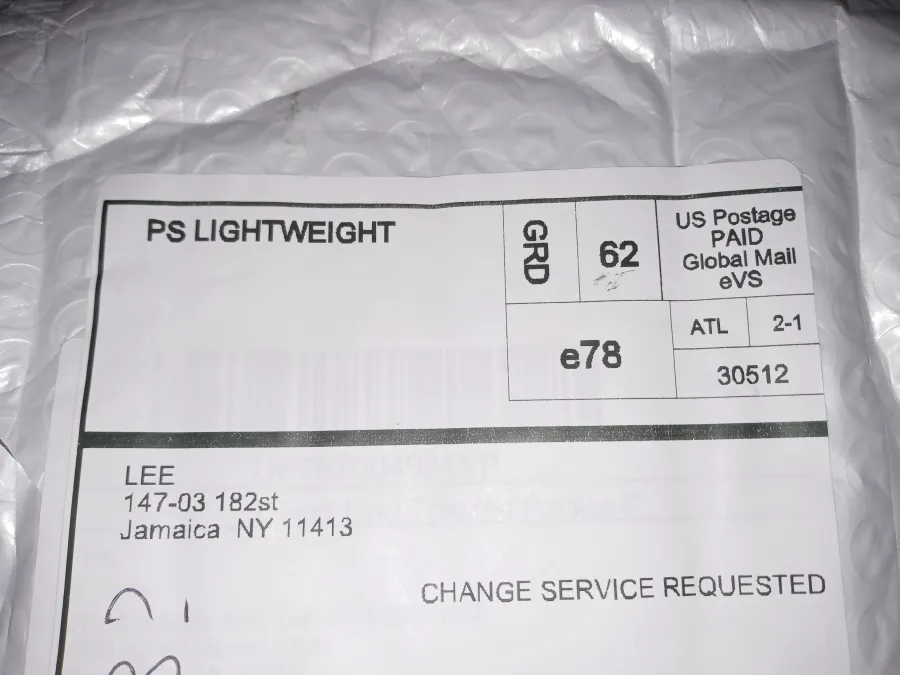 PS LIGHTWEIGHT
GRD
62
US Postage
PAID
Global Mail
eVS
e78
ATL
2-1
30512
LEE
147-03 182st
Jamaica NY 11413
CHANGE SERVICE REQUESTED